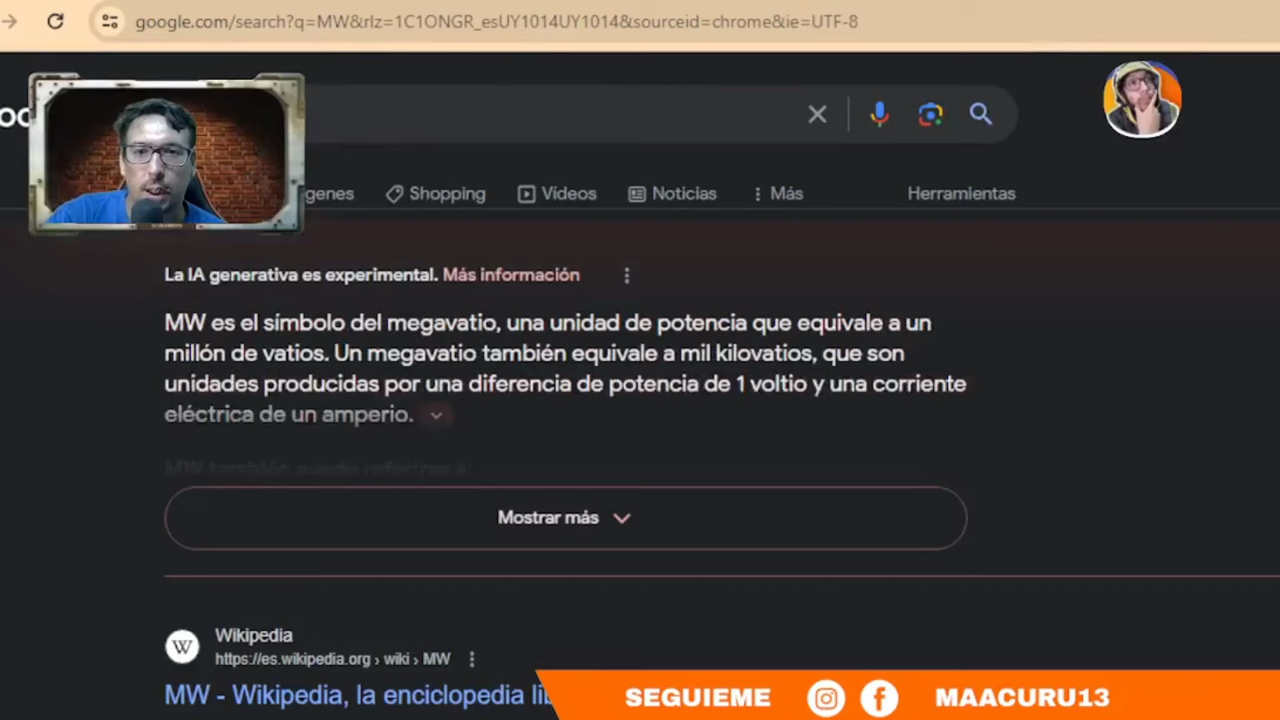 google.com/search?q=MW&rlz=1C1ONGR_esUY1014UY1014&sourceid=chrome&ie=UTF-8
Shopping Videos Noticias Más Herramientas
La IA generativa es experimental. Más información
MW es el símbolo del megavatio, una unidad de potencia que equivale a un
millón de vatios. Un megavatio también equivale a mil kilovatios, que son
unidades producidas por una diferencia de potencia de 1 voltio y una corriente
eléctrica de un amperio.
MW también puede referirse a:
Mostrar más
W
Wikipedia
https://es.wikipedia.org › wiki › MW
MW - Wikipedia, la enciclopedia
SEGUIEME MAACURU13